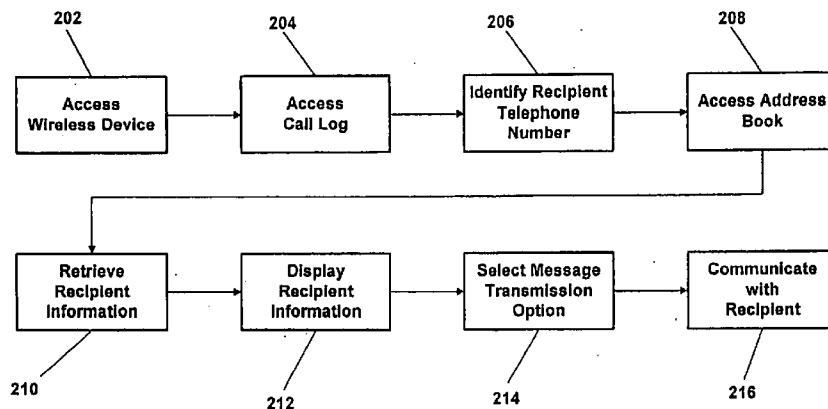 202
204
206
208
Access
Wireless Device
Access
Call Log
Identify Recipient
Telephone
Number
Access Address
Book
Retrieve
Recipient
Information
Display
Recipient
Information
Select Message
Transmission
Option
Communicate
with
Recipient
210
212
214
216